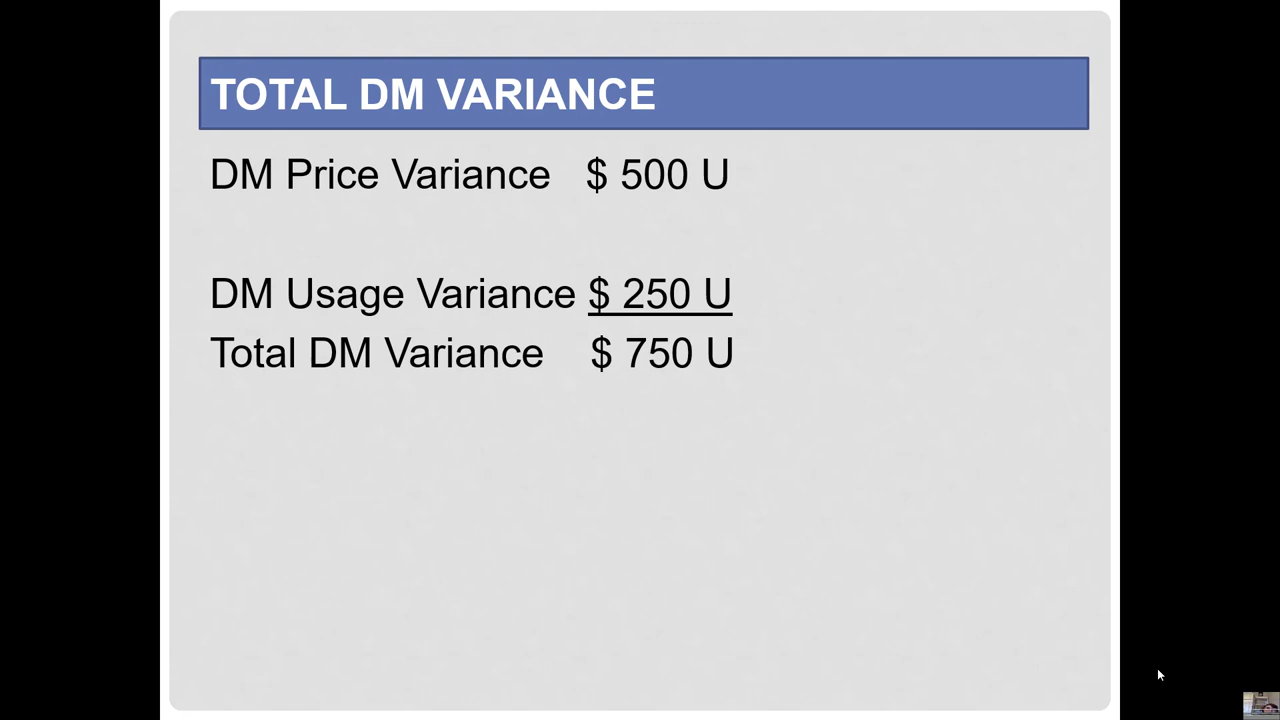 TOTAL DM VARIANCE
DM Price Variance $ 500 U
DM Usage Variance $ 250 U
Total DM Variance $ 750 U